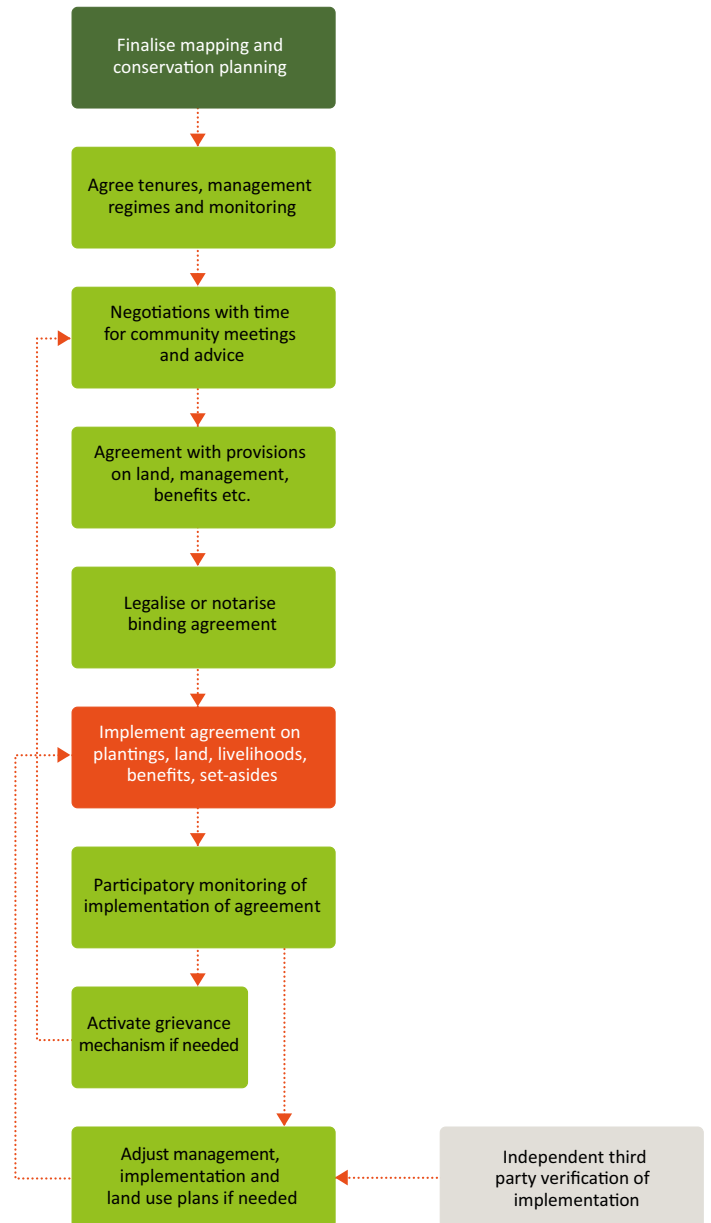 Finalise mapping and
conservation planning
Agree tenures, management
regimes and monitoring
Negotiations with time
for community meetings
and advice
Agreement with provisions
on land, management,
benefits etc.
Legalise or notarise
binding agreement
Implement agreement on
plantings, land, livelihoods,
benefits, set-asides
Participatory monitoring of
implementation of agreement
Activate grievance
mechanism if needed
Adjust management,
implementation and
land use plans if needed
Independent third
party verification of
implementation